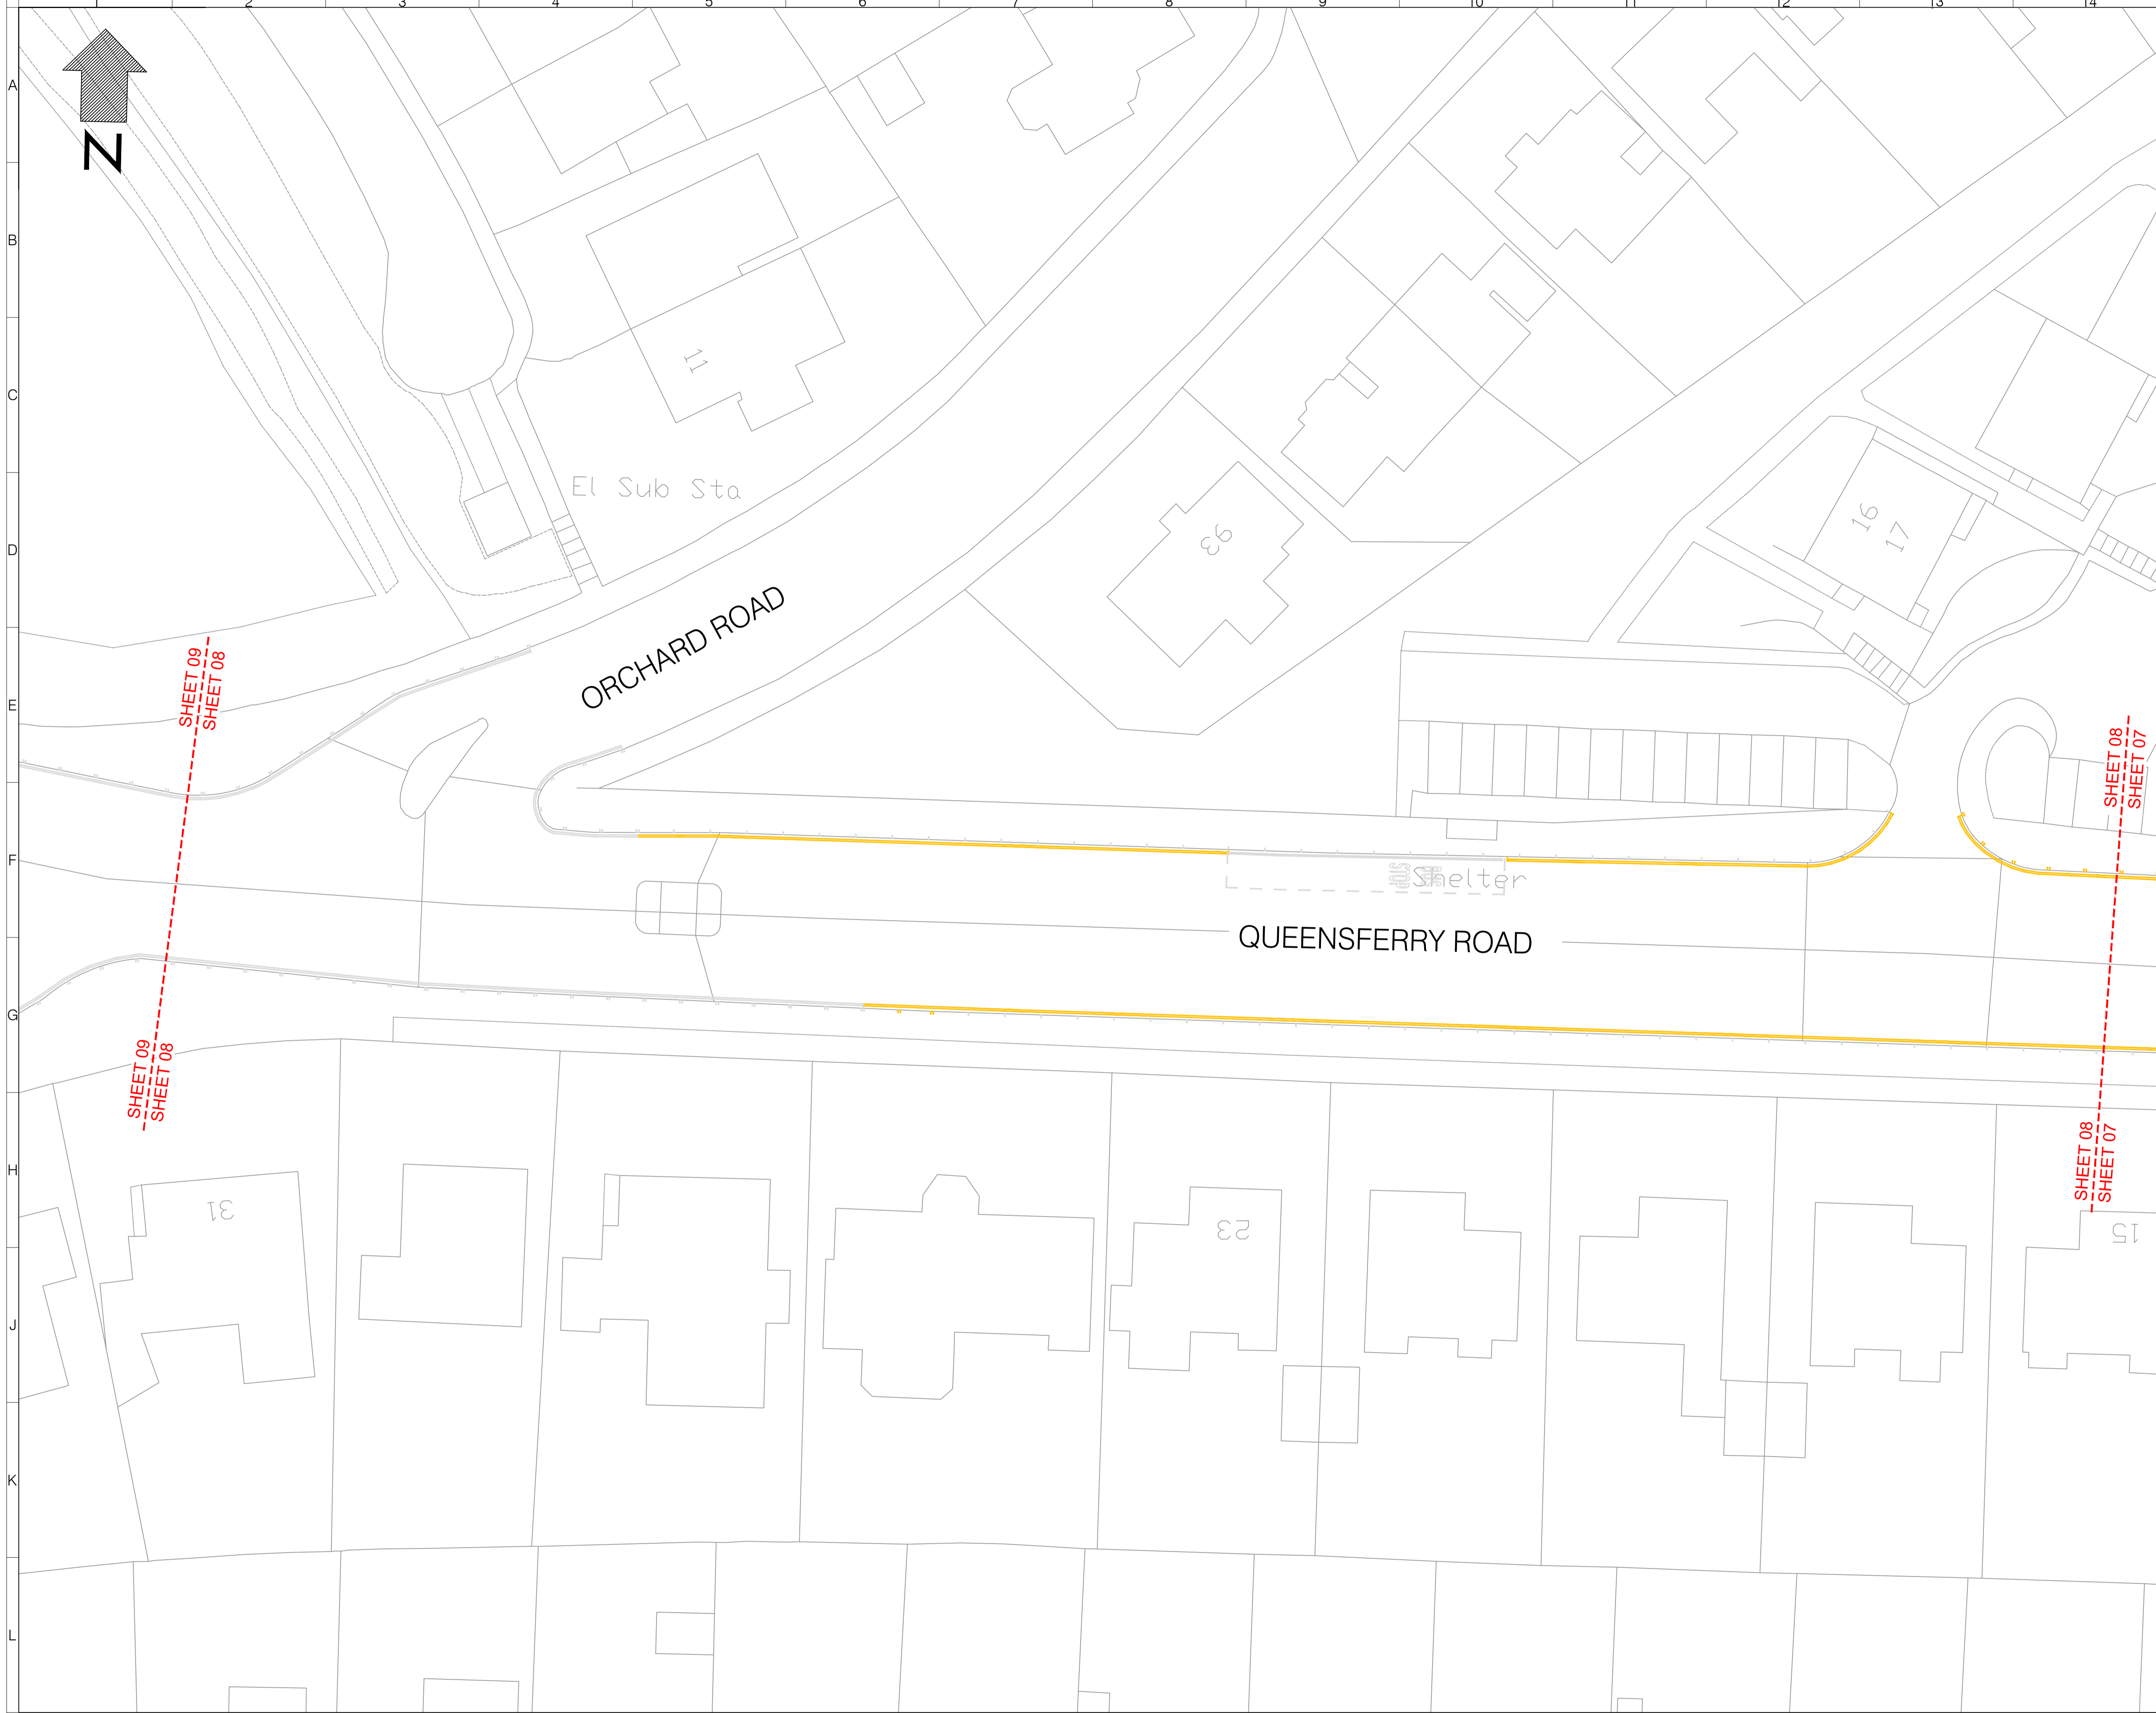 2 3 4 5 6 7 8 9 10 11 12 13 14
A
N
B
C
11
El Sub Sta
D
36
16
17
ORCHARD ROAD
SHEET 09
SHEET 08
E
SHEET 08
SHEET 07
F
Shelter
QUEENSFERRY ROAD
G
SHEET 09
SHEET 08
SHEET 08
SHEET 07
H
31
23
15
J
K
L